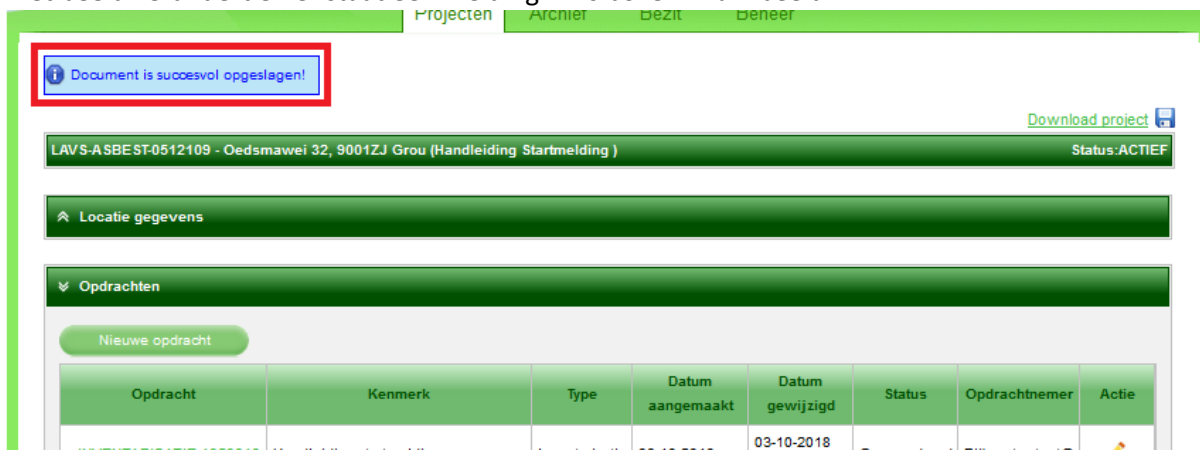 Projecten Archief Bezit Beheer
Document is succesvol opgeslagen!
Download project
LAVS-ASBEST-0512109 - Oedsmawei 32, 9001ZJ Grou (Handleiding Startmelding ) Status:ACTIEF
Locatie gegevens
Opdrachten
Nieuwe opdracht
Opdracht Kenmerk Type Datum aangemaakt Datum gewijzigd Status Opdrachtnemer Actie
03-10-2018